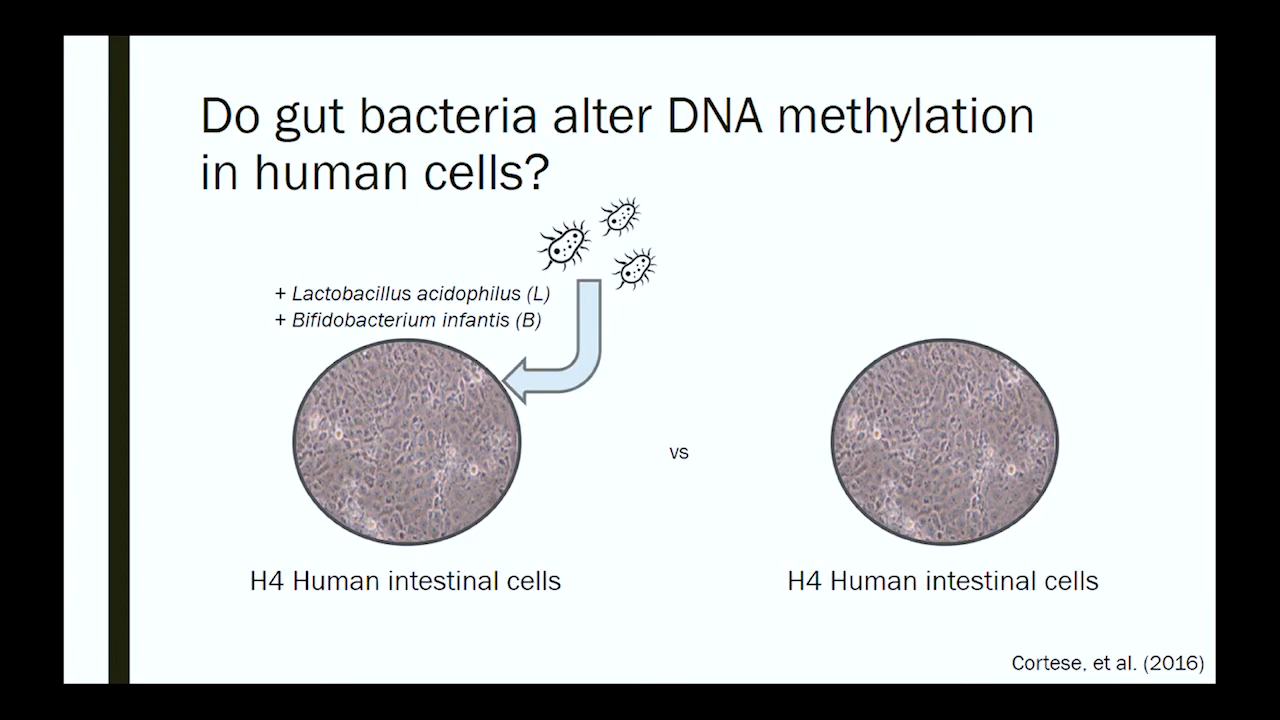 Do gut bacteria alter DNA methylation
in human cells?
+ Lactobacillus acidophilus (L)
+ Bifidobacterium infantis (B)
vs
H4 Human intestinal cells
H4 Human intestinal cells
Cortese, et al. (2016)